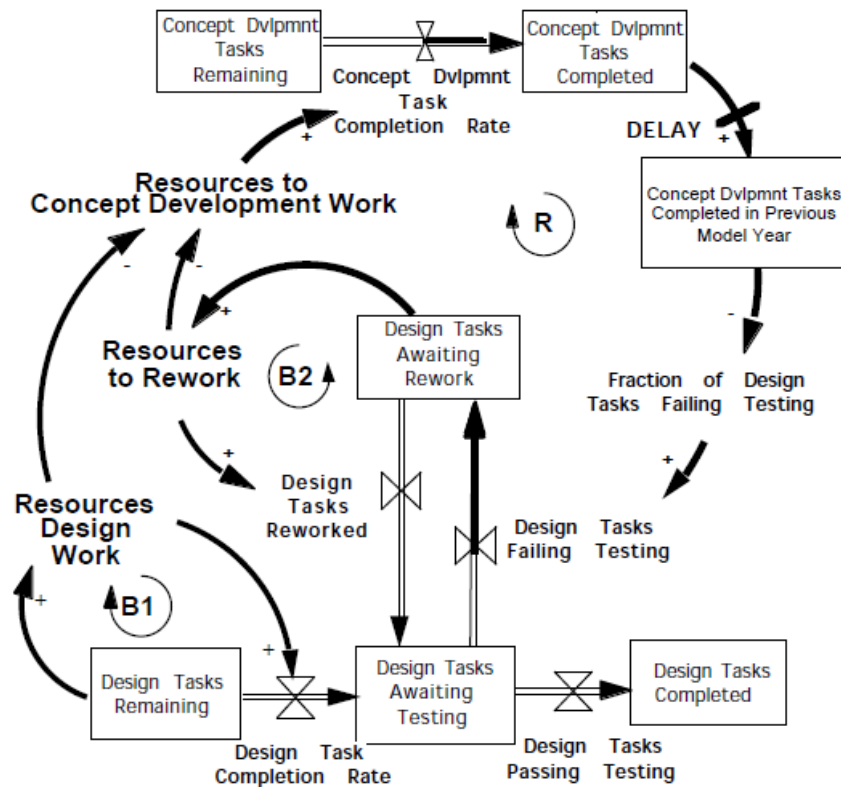 Concept Dvlpmnt
Tasks
Remaining
Concept Dvlpmnt
Tasks
Completed
Concept Dvlpmnt
Task
Completion Rate
DELAY
+
+
Resources to
Concept Development Work
Concept Dvlpmnt Tasks
Completed in Previous
Model Year
R
-
-
+
-
Design Tasks
Awaiting
Rework
Resources
to Rework
B2
Fraction of Design
Tasks Failing Testing
+
+
Design
Tasks
Reworked
Resources
Design
Work
Design Tasks
Failing Testing
B1
+
+
Design Tasks
Remaining
Design Tasks
Awaiting
Testing
Design Tasks
Completed
Design Task
Completion Rate
Design Tasks
Passing Testing